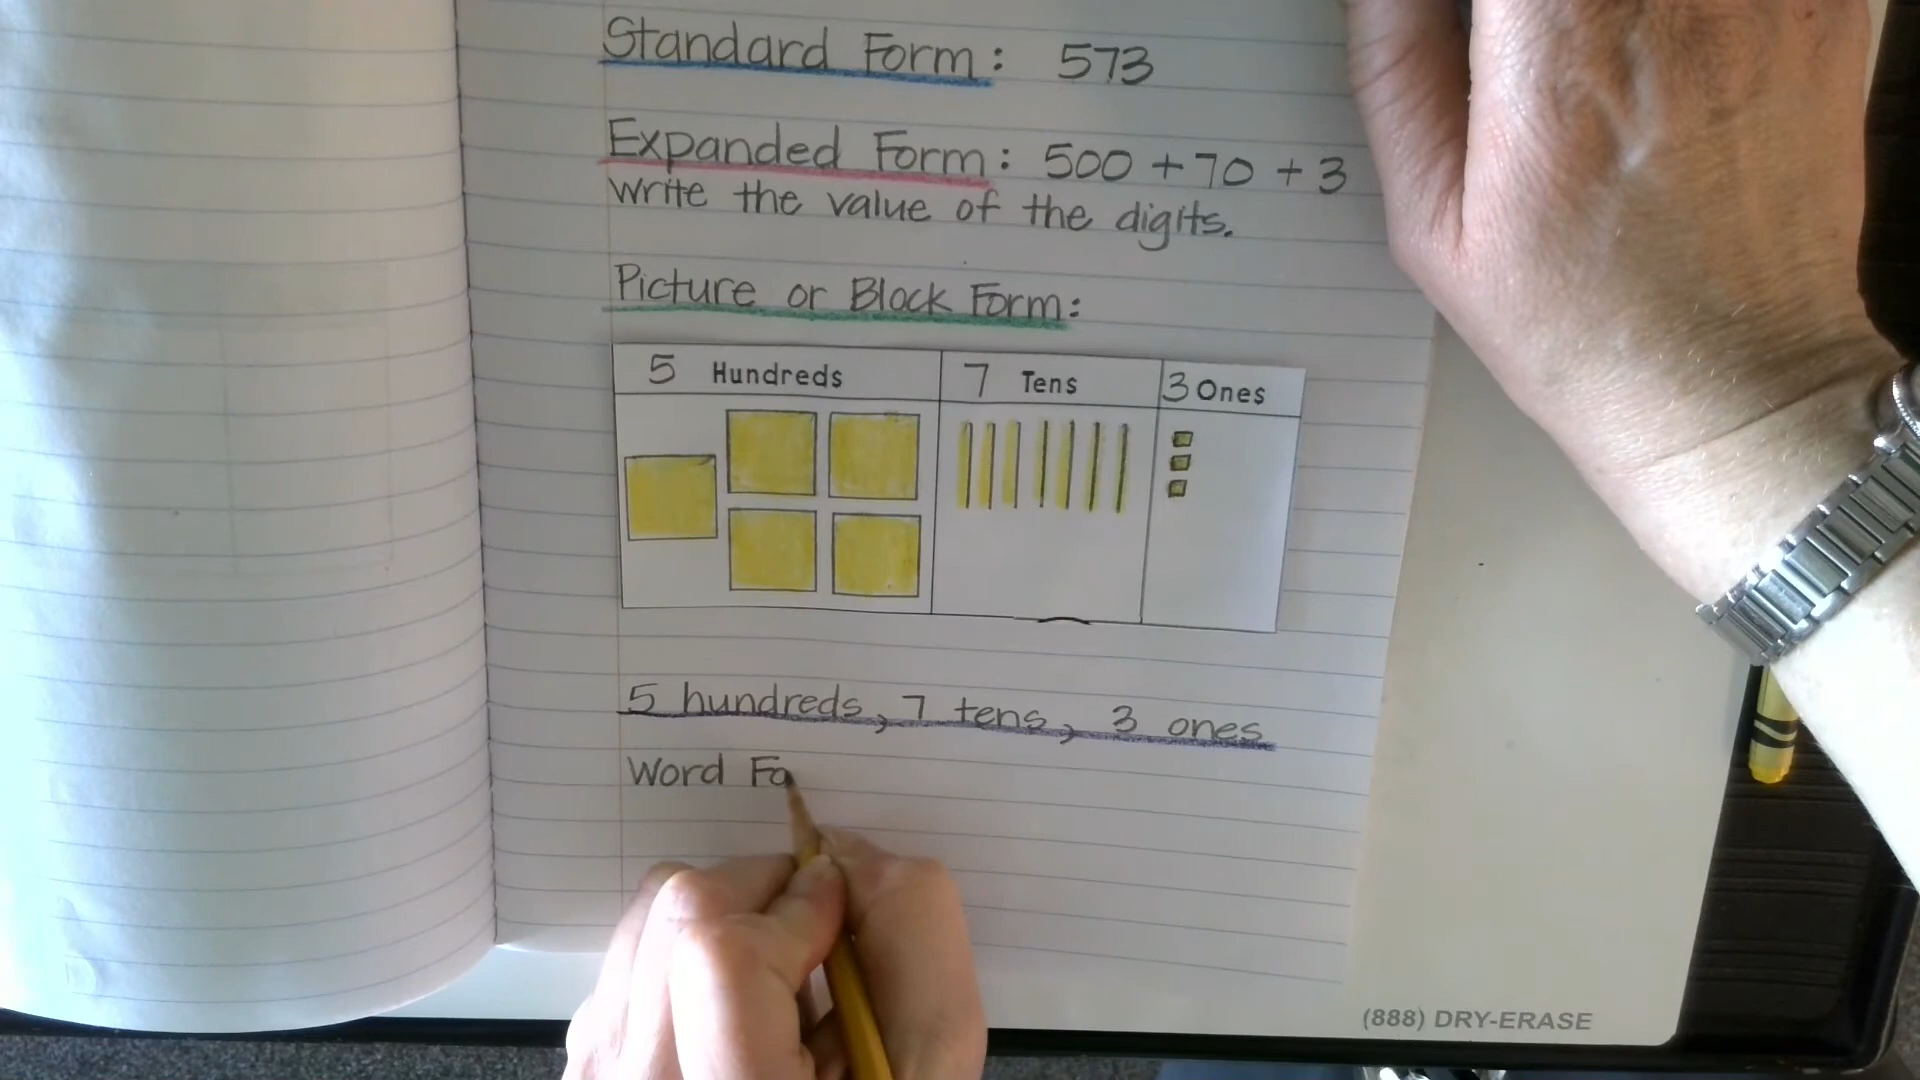 Standard Form: 573
Expanded Form: 500 + 70 + 3
Write the value of the digits.
Picture or Block Form:
5 Hundreds 7 Tens 3 Ones
5 hundreds, 7 tens, 3 ones
Word Fo
(888) DRY-ERASE